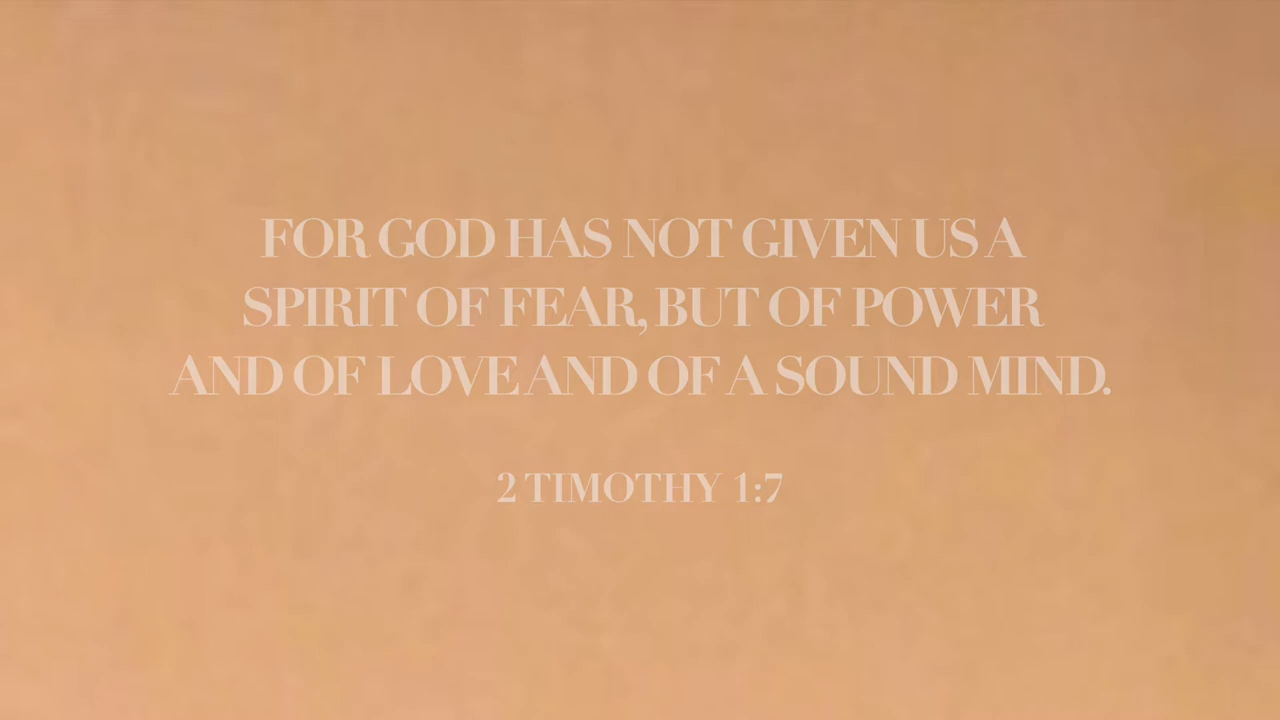 FOR GOD HAS NOT GIVEN US A
SPIRIT OF FEAR, BUT OF POWER
AND OF LOVE AND OF A SOUND MIND.
2 TIMOTHY 1:7